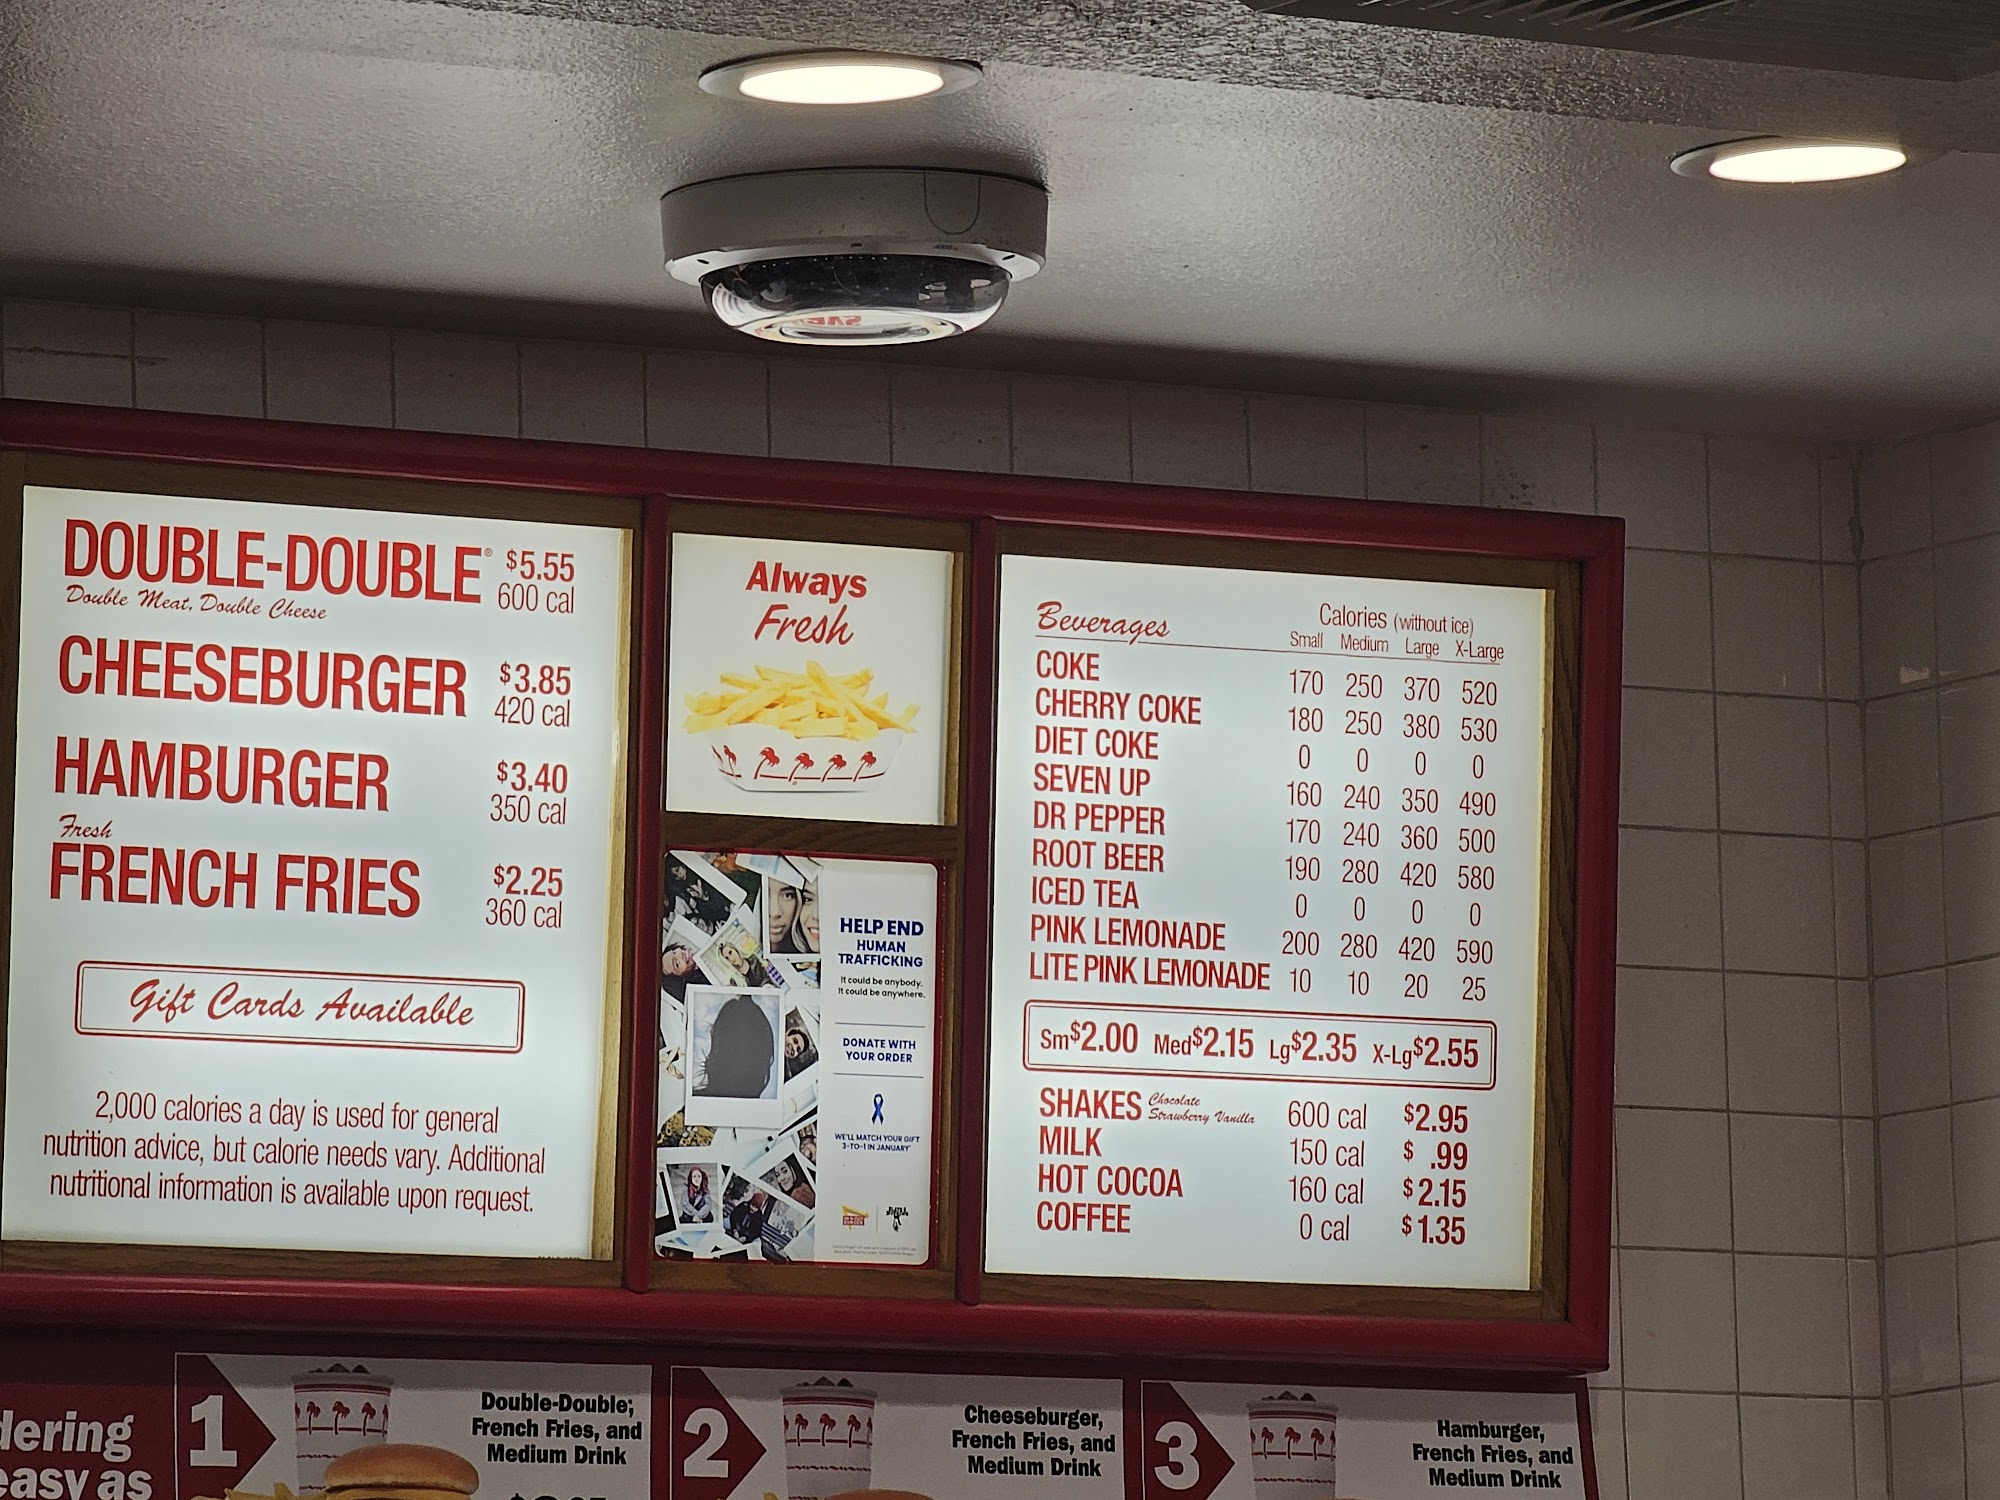 DOUBLE-DOUBLE® $5.55
Double Meat, Double Cheese 600 cal
CHEESEBURGER $3.85
420 cal
HAMBURGER $3.40
350 cal
Fresh
FRENCH FRIES $2.25
360 cal
Gift Cards Available
2,000 calories a day is used for general
nutrition advice, but calorie needs vary. Additional
nutritional information is available upon request.
Always
Fresh
HELP END
HUMAN
TRAFFICKING
It could be anybody.
It could be anywhere.
DONATE WITH
YOUR ORDER
WE'LL MATCH YOUR GIFT
3-TO-1 IN JANUARY*
Beverages Calories (without ice)
Small Medium Large X-Large
COKE 170 250 370 520
CHERRY COKE 180 250 380 530
DIET COKE 0 0 0 0
SEVEN UP 160 240 350 490
DR PEPPER 170 240 360 500
ROOT BEER 190 280 420 580
ICED TEA 0 0 0 0
PINK LEMONADE 200 280 420 590
LITE PINK LEMONADE 10 10 20 25
Sm$2.00 Med$2.15 Lg$2.35 X-Lg$2.55
SHAKES Chocolate Strawberry Vanilla 600 cal $2.95
MILK 150 cal $ .99
HOT COCOA 160 cal $2.15
COFFEE 0 cal $1.35
dering
easy as
1
Double-Double,
French Fries, and
Medium Drink
2
Cheeseburger,
French Fries, and
Medium Drink
3
Hamburger,
French Fries, and
Medium Drink